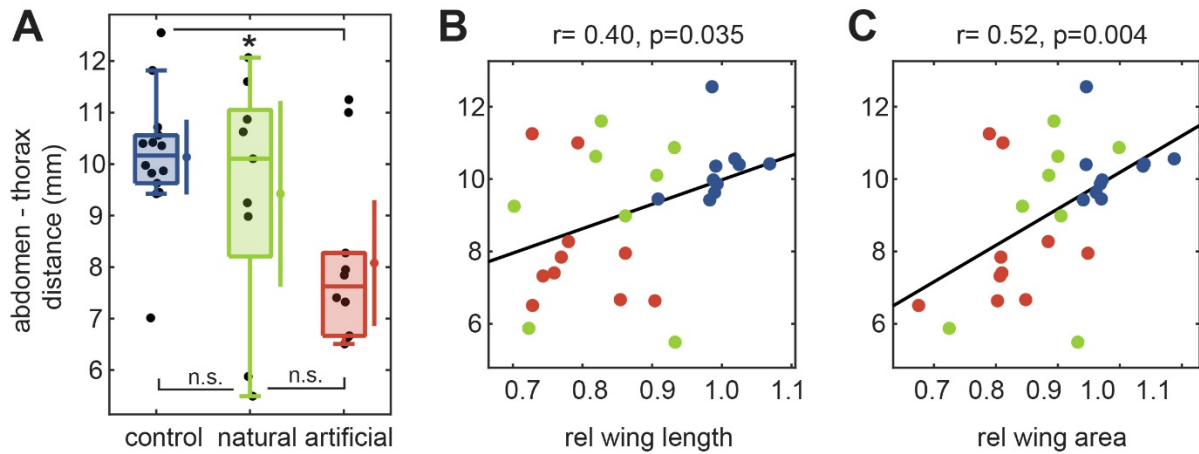 A
abdomen - thorax
distance (mm)
12
11
10
9
8
7
6
*
n.s.
n.s.
control natural artificial
B
r= 0.40, p=0.035
12
10
8
6
0.7 0.8 0.9 1.0 1.1
rel wing length
C
r= 0.52, p=0.004
12
10
8
6
0.7 0.8 0.9 1.0 1.1
rel wing area